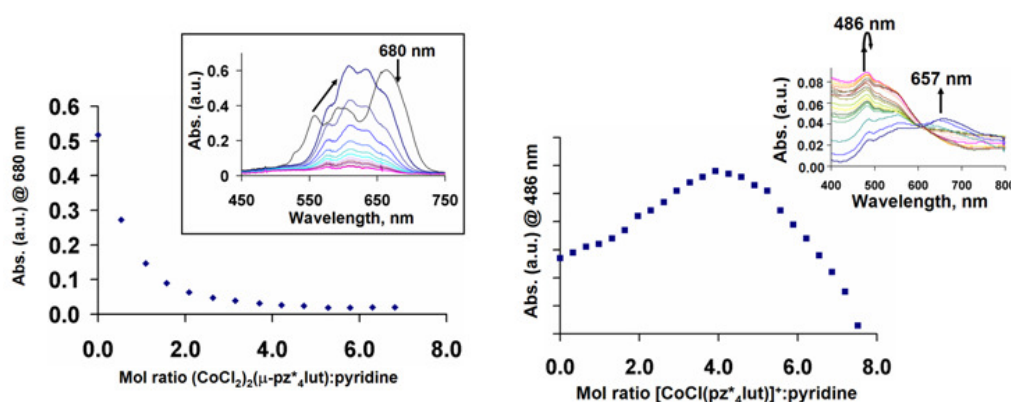 680 nm
Abs. (a.u.)
0.6
0.4
0.2
0
450 550 650 750
Wavelength, nm
Abs. (a.u.) @ 680 nm
0.6
0.5
0.4
0.3
0.2
0.1
0.0
0.0 2.0 4.0 6.0 8.0
Mol ratio (CoCl₂)₂(μ-pz*₄lut):pyridine
486 nm
657 nm
Abs. (a.u.)
0.08
0.06
0.04
0.02
0.00
400 500 600 700 800
Wavelength, nm
Abs. (a.u.) @ 486 nm
0.0 2.0 4.0 6.0 8.0
Mol ratio [CoCl(pz*₄lut)]⁺:pyridine